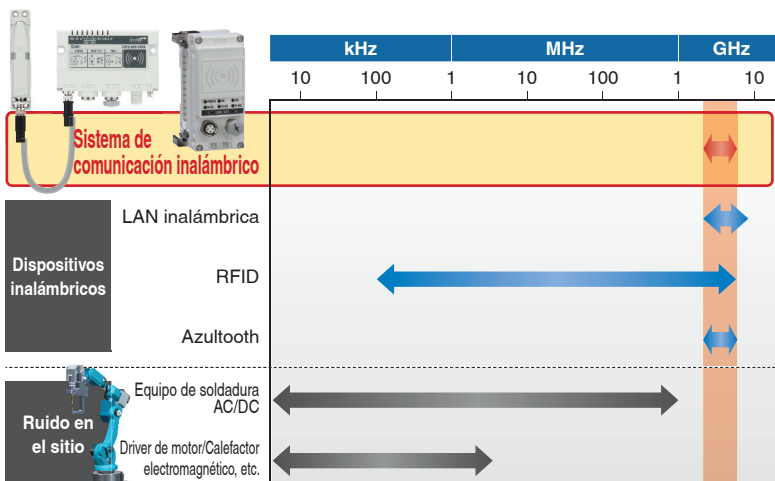 kHz MHz GHz
10 100 1 10 100 1 10
Sistema de
comunicación inalámbrico
Dispositivos
inalámbricos
LAN inalámbrica
RFID
Azultooth
Ruido en
el sitio
Equipo de soldadura
AC/DC
Driver de motor/Calefactor
electromagnético, etc.